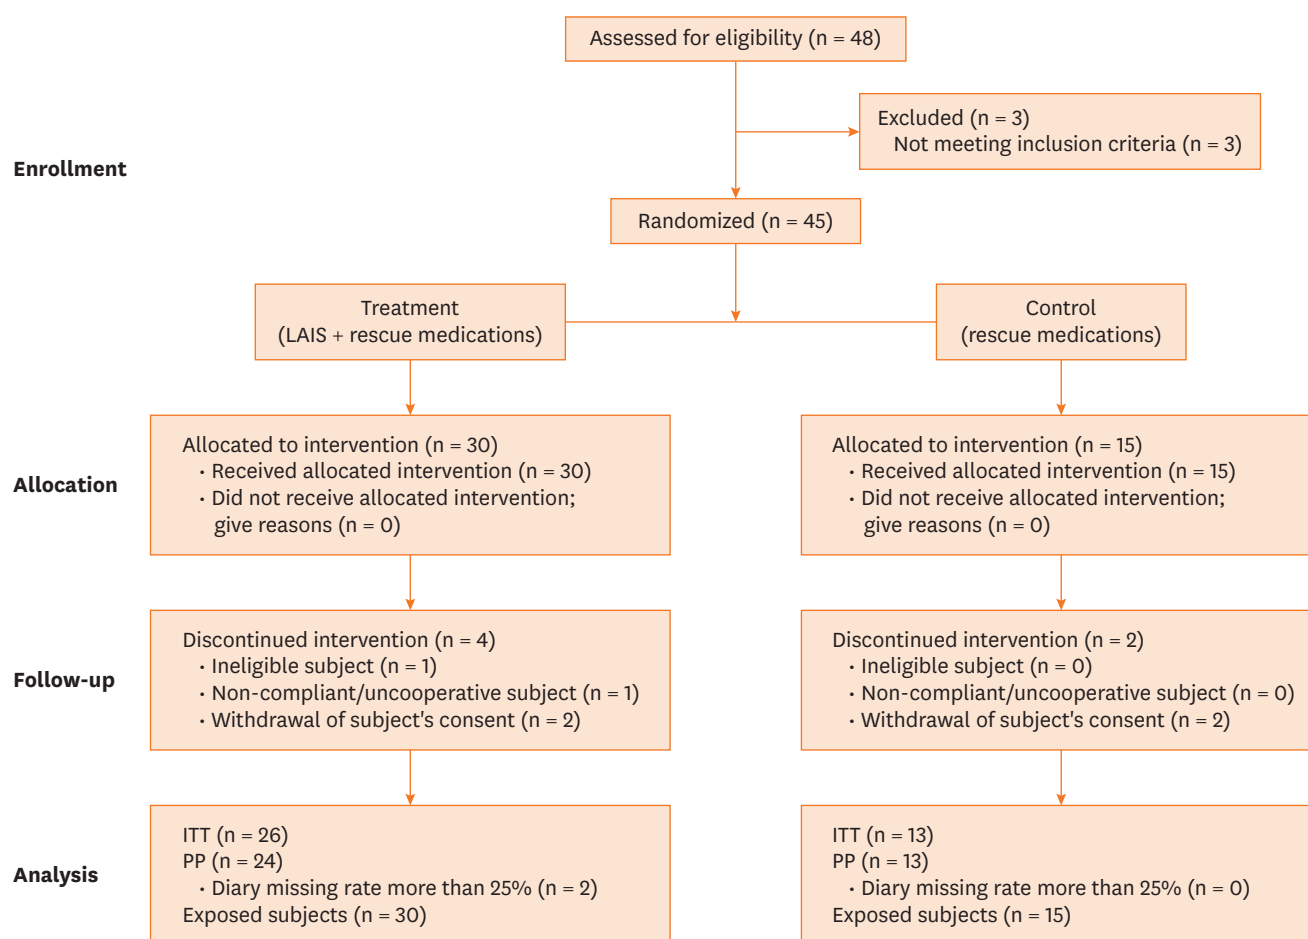 Assessed for eligibility (n = 48)
Excluded (n = 3)
Not meeting inclusion criteria (n = 3)
Enrollment
Randomized (n = 45)
Treatment
(LAIS + rescue medications)
Control
(rescue medications)
Allocation
Allocated to intervention (n = 30)
· Received allocated intervention (n = 30)
· Did not receive allocated intervention;
give reasons (n = 0)
Allocated to intervention (n = 15)
· Received allocated intervention (n = 15)
· Did not receive allocated intervention;
give reasons (n = 0)
Follow-up
Discontinued intervention (n = 4)
· Ineligible subject (n = 1)
· Non-compliant/uncooperative subject (n = 1)
· Withdrawal of subject's consent (n = 2)
Discontinued intervention (n = 2)
· Ineligible subject (n = 0)
· Non-compliant/uncooperative subject (n = 0)
· Withdrawal of subject's consent (n = 2)
Analysis
ITT (n = 26)
PP (n = 24)
· Diary missing rate more than 25% (n = 2)
Exposed subjects (n = 30)
ITT (n = 13)
PP (n = 13)
· Diary missing rate more than 25% (n = 0)
Exposed subjects (n = 15)